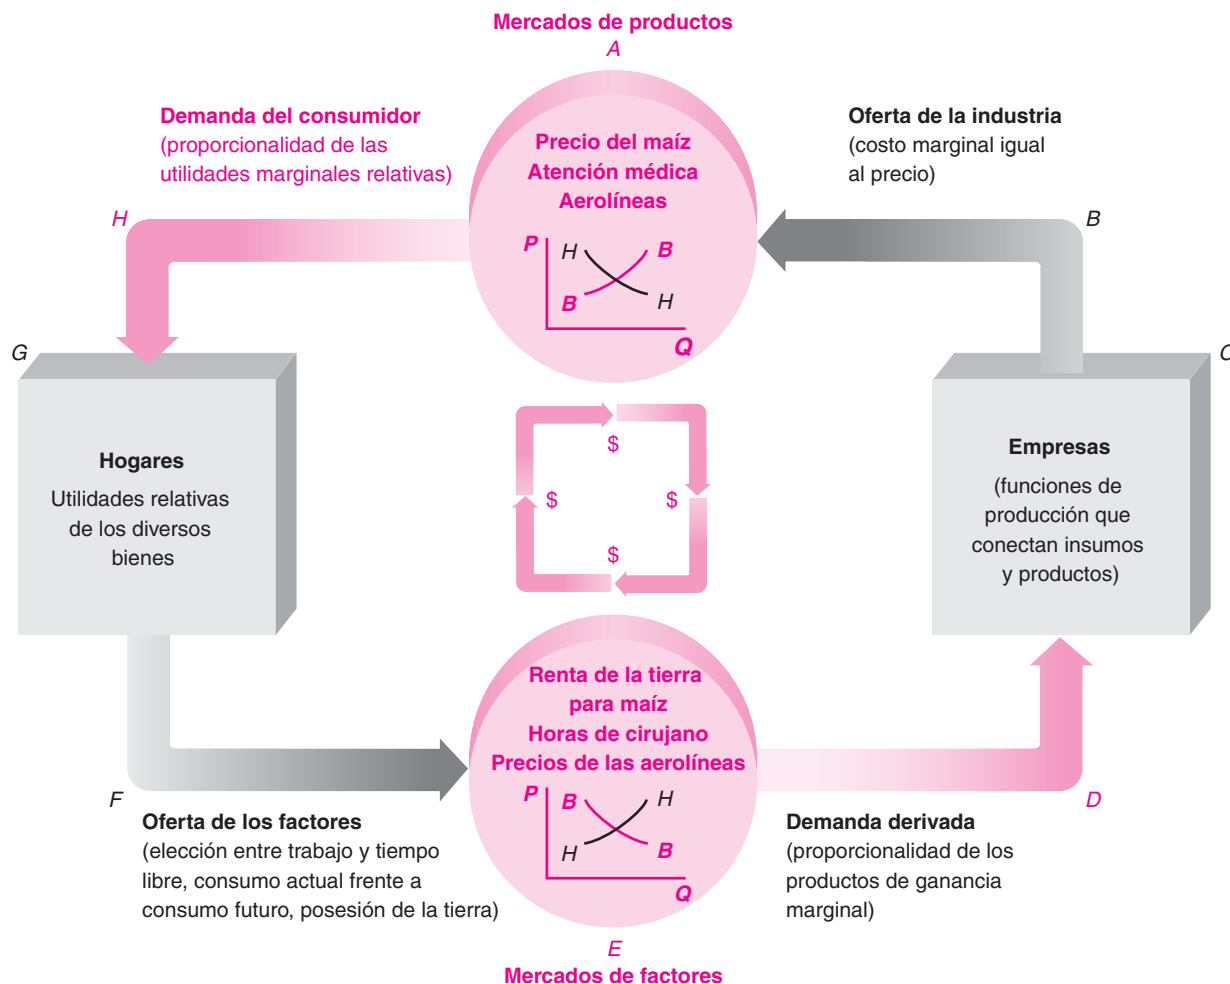 Mercados de productos
A
Demanda del consumidor
(proporcionalidad de las
utilidades marginales relativas)
H
Precio del maíz
Atención médica
Aerolíneas
P
H
B
B
H
Q
Oferta de la industria
(costo marginal igual
al precio)
B
G
Hogares
Utilidades relativas
de los diversos
bienes
$
$
$
$
C
Empresas
(funciones de
producción que
conectan insumos
y productos)
F
Oferta de los factores
(elección entre trabajo y tiempo
libre, consumo actual frente a
consumo futuro, posesión de la tierra)
Renta de la tierra
para maíz
Horas de cirujano
Precios de las aerolíneas
P
B
H
H
B
Q
D
Demanda derivada
(proporcionalidad de los
productos de ganancia
marginal)
E
Mercados de factores